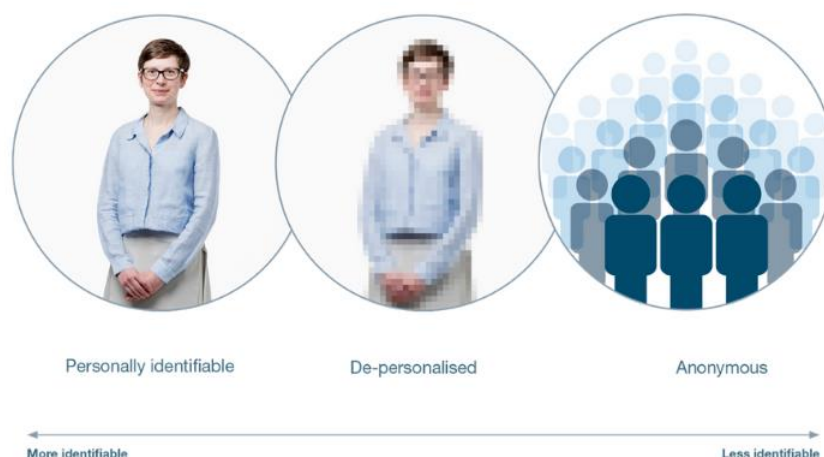 Personally identifiable
De-personalised
Anonymous
More identifiable
Less identifiable